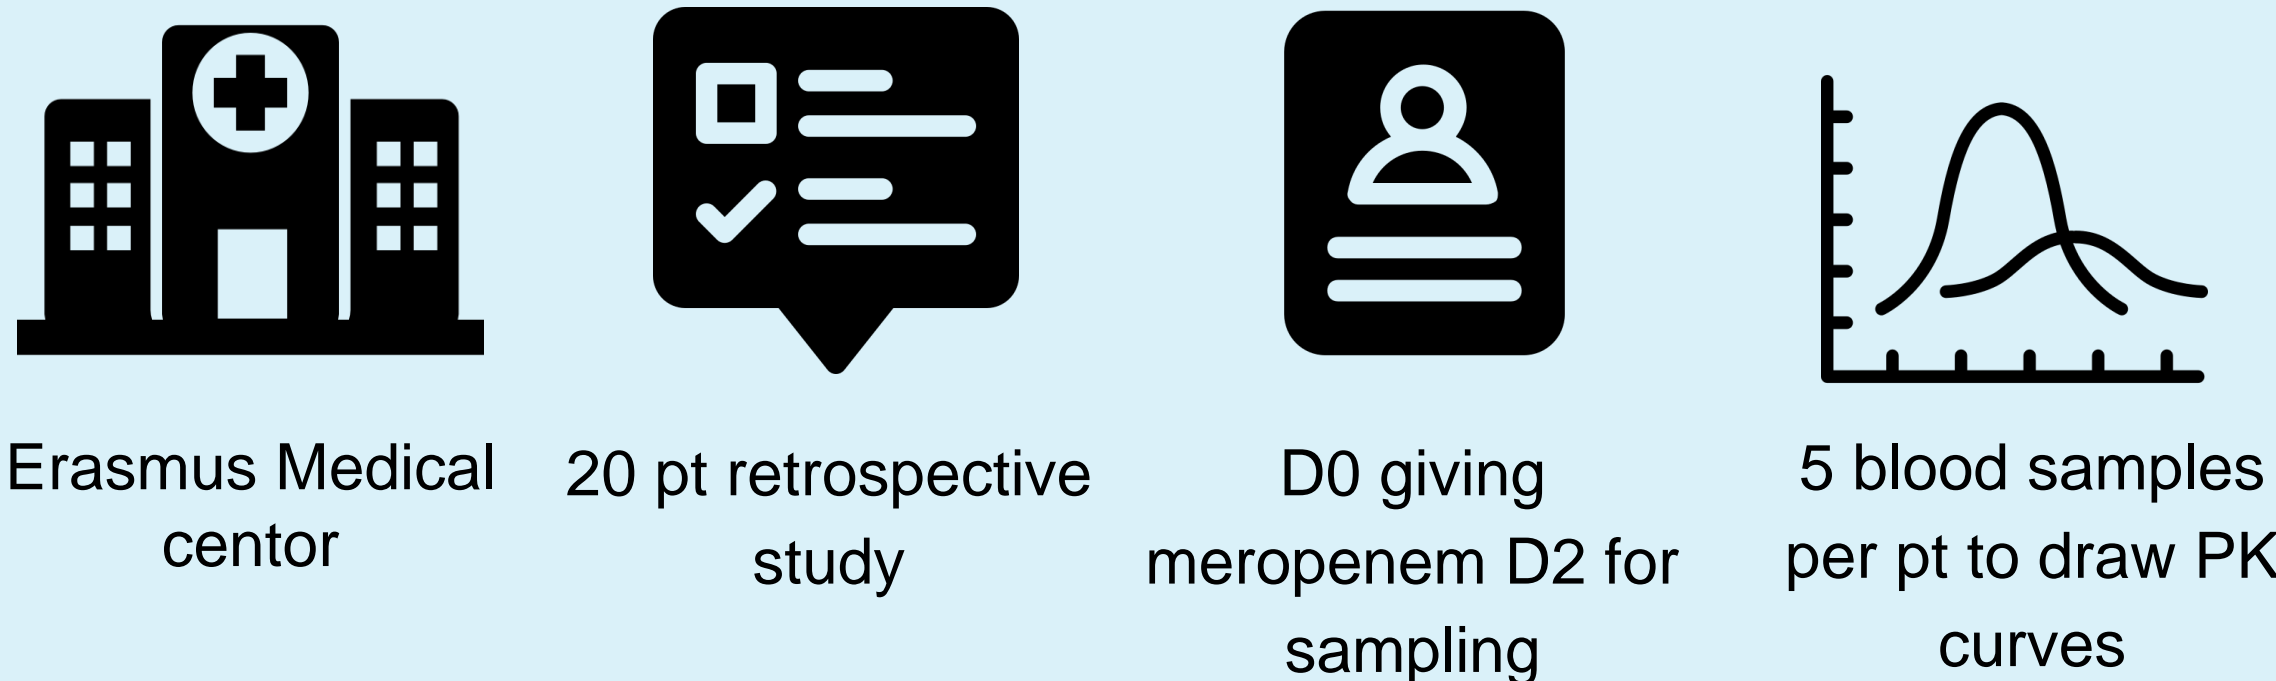 Erasmus Medical
centor
20 pt retrospective
study
D0 giving
meropenem D2 for
sampling
5 blood samples
per pt to draw PK
curves